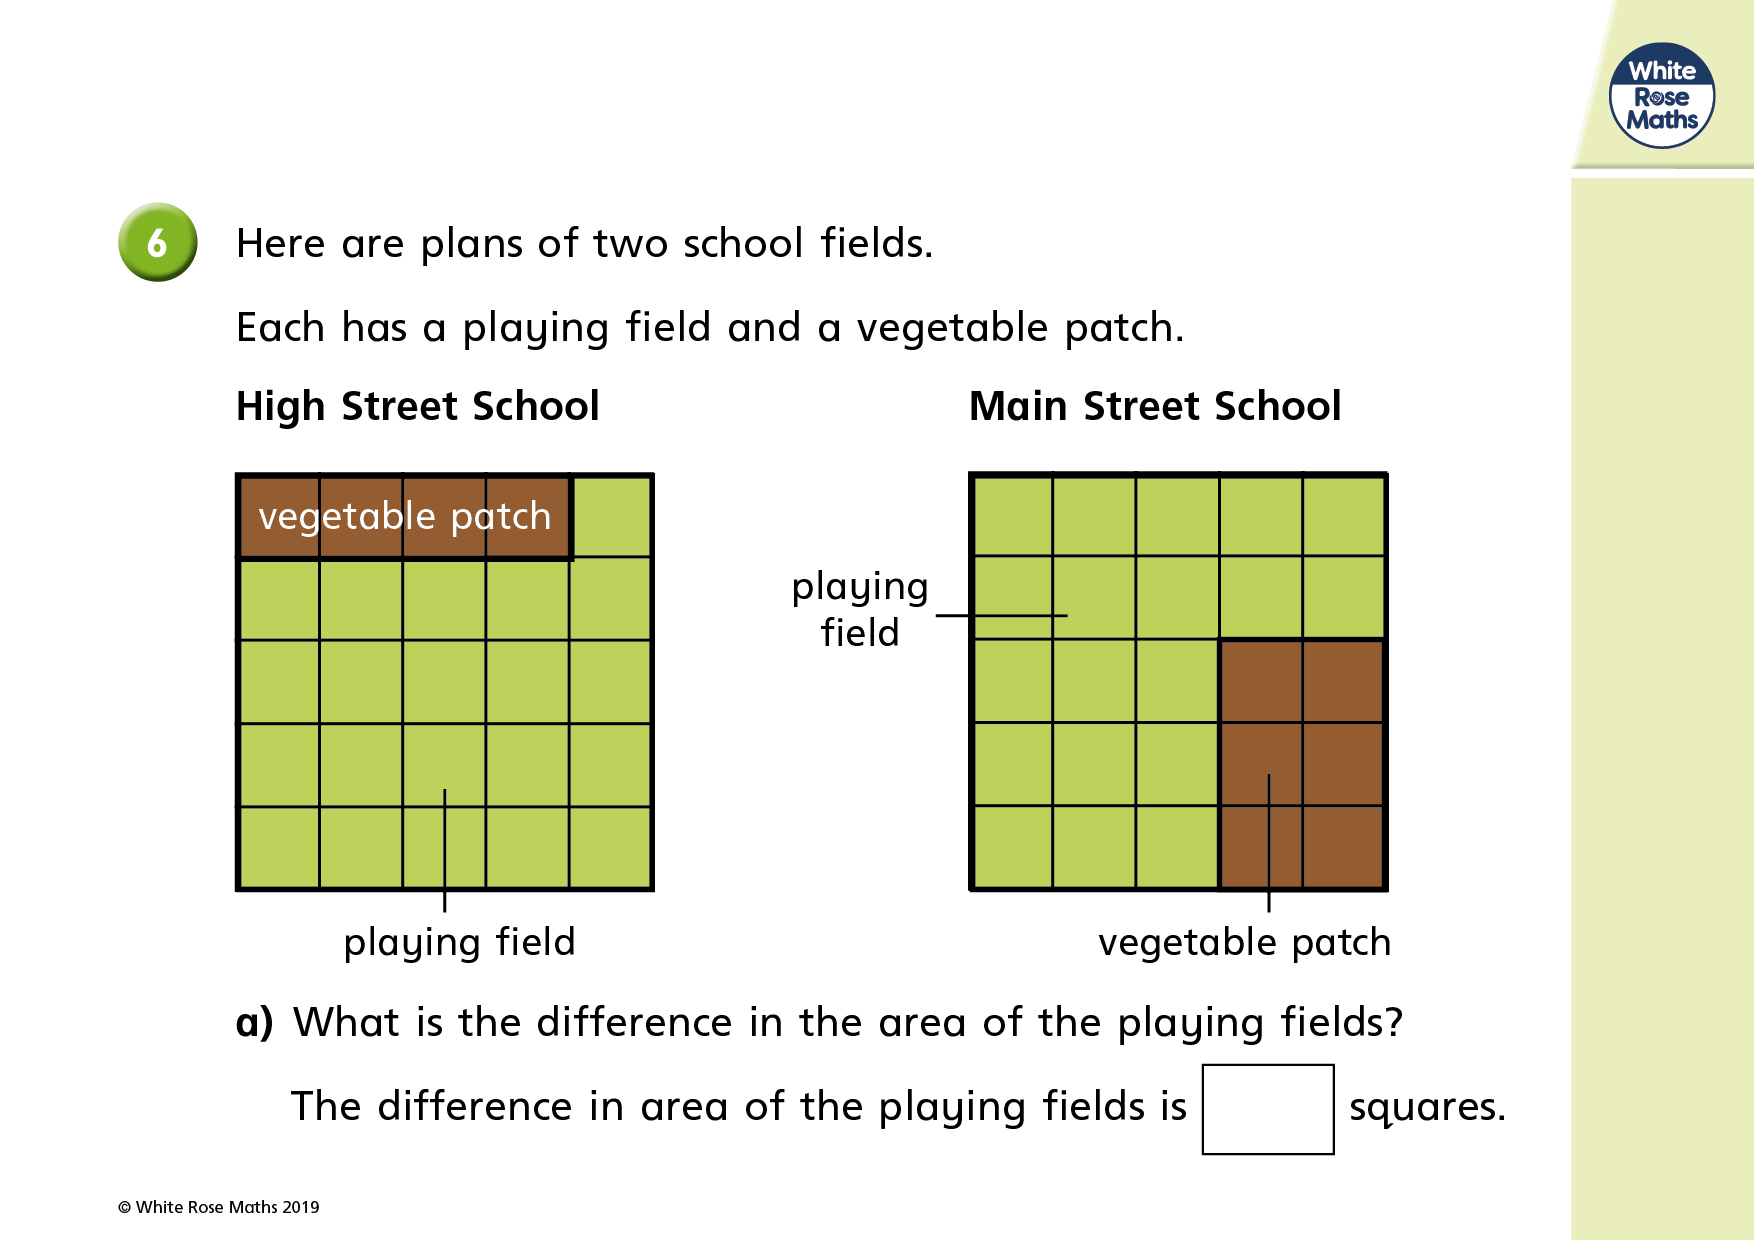 White
Rose
Maths
6 Here are plans of two school fields.
Each has a playing field and a vegetable patch.
High Street School
Main Street School
vegetable patch
playing
field
playing field
vegetable patch
a) What is the difference in the area of the playing fields?
The difference in area of the playing fields is squares.
© White Rose Maths 2019